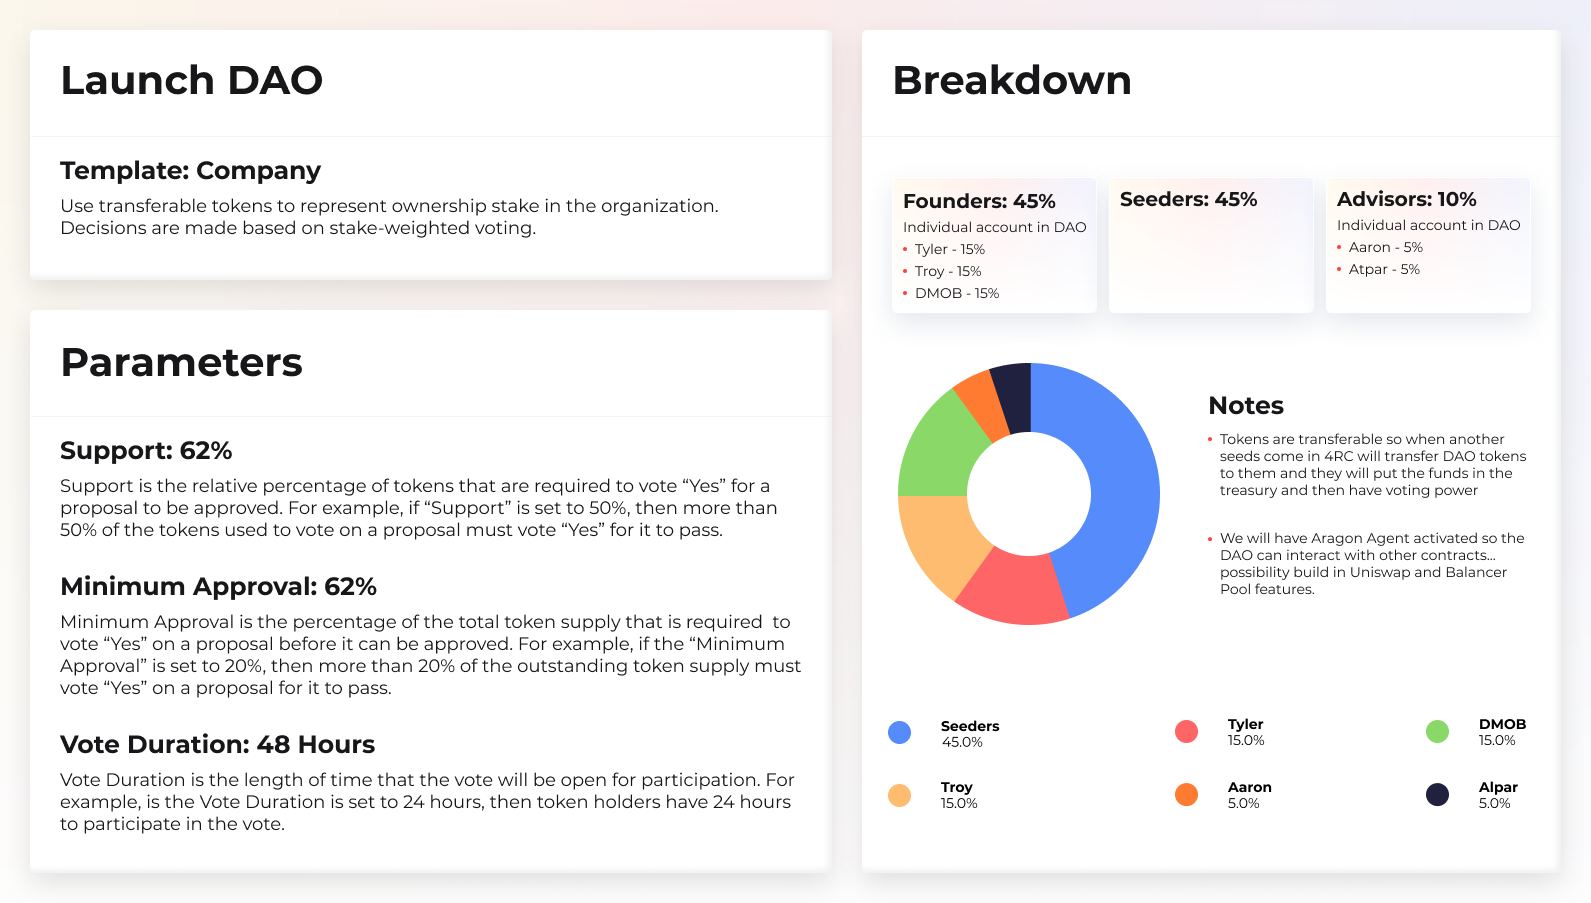 Launch DAO
Template: Company
Use transferable tokens to represent ownership stake in the organization.
Decisions are made based on stake-weighted voting.
Parameters
Support: 62%
Support is the relative percentage of tokens that are required to vote “Yes” for a
proposal to be approved. For example, if “Support” is set to 50%, then more than
50% of the tokens used to vote on a proposal must vote “Yes” for it to pass.
Minimum Approval: 62%
Minimum Approval is the percentage of the total token supply that is required  to
vote “Yes” on a proposal before it can be approved. For example, if the “Minimum
Approval” is set to 20%, then more than 20% of the outstanding token supply must
vote “Yes” on a proposal for it to pass.
Vote Duration: 48 Hours
Vote Duration is the length of time that the vote will be open for participation. For
example, is the Vote Duration is set to 24 hours, then token holders have 24 hours
to participate in the vote.
Breakdown
Founders: 45%
Individual account in DAO
• Tyler - 15%
• Troy - 15%
• DMOB - 15%
Seeders: 45%
Advisors: 10%
Individual account in DAO
• Aaron - 5%
• Atpar - 5%
Notes
• Tokens are transferable so when another
seeds come in 4RC will transfer DAO tokens
to them and they will put the funds in the
treasury and then have voting power
• We will have Aragon Agent activated so the
DAO can interact with other contracts...
possibility build in Uniswap and Balancer
Pool features.
Seeders
45.0%
Tyler
15.0%
DMOB
15.0%
Troy
15.0%
Aaron
5.0%
Alpar
5.0%